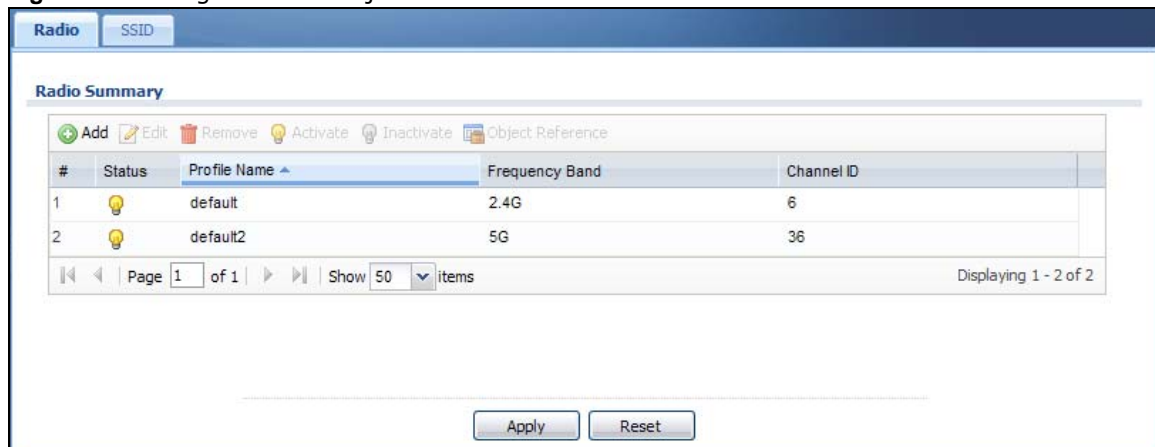 Radio SSID
Radio Summary
Add Edit Remove Activate Inactivate Object Reference
# Status Profile Name Frequency Band Channel ID
1 default 2.4G 6
2 default2 5G 36
Page 1 of 1 Show 50 items Displaying 1 - 2 of 2
Apply Reset